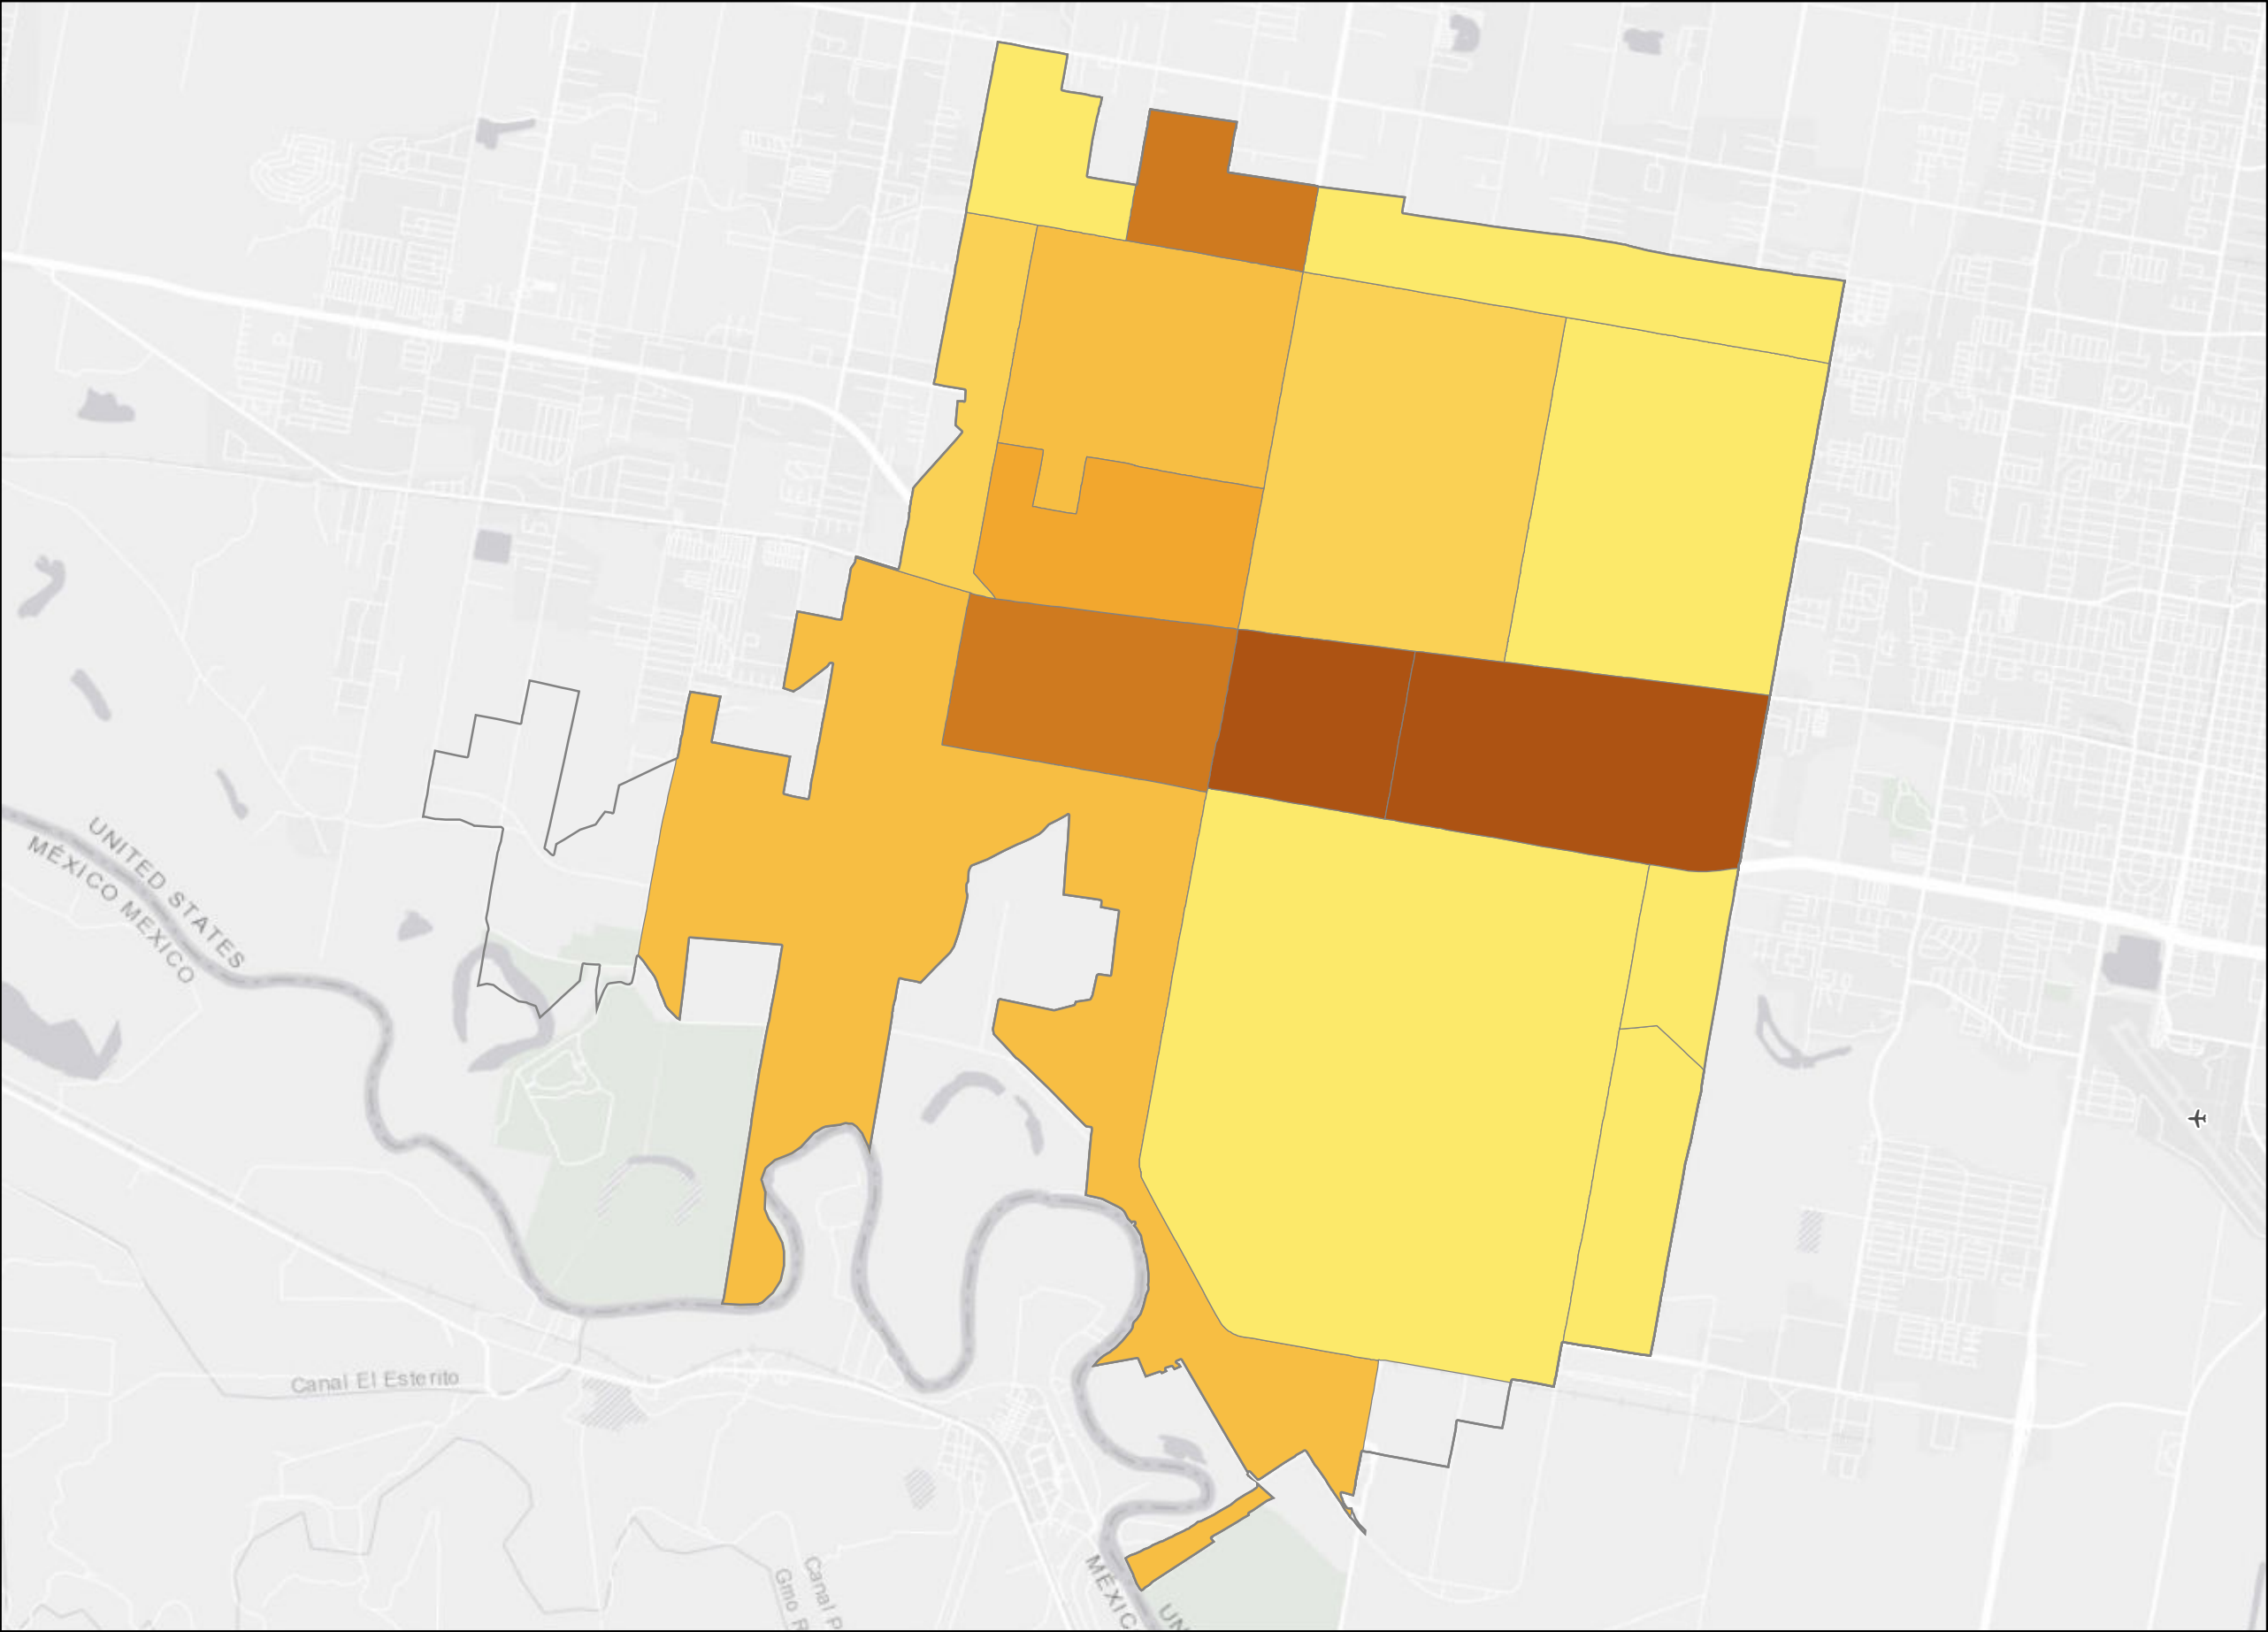 UNITED STATES
MÉXICO MEXICO
Canal El Esterito
Canal P
Gmo R
MÉXIC
UN